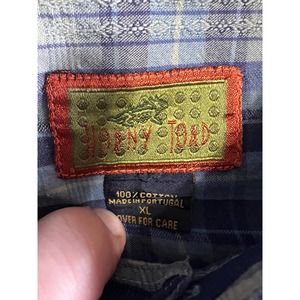 HORNY TOAD
100% COTTON
MADE IN PORTUGAL
XL
OVER FOR CARE